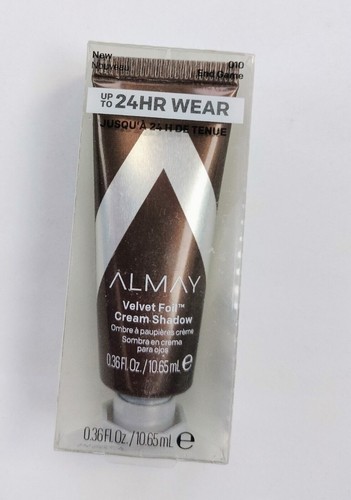 New
Nouveau
010
End Game
UP TO 24HR WEAR
JUSQU'À 24 H DE TENUE
ALMAY
Velvet Foil™
Cream Shadow
Ombre à paupières crème
Sombra en crema
para ojos
0.36 Fl. Oz. / 10.65 mL e
0.36 Fl. Oz. / 10.65 mL e